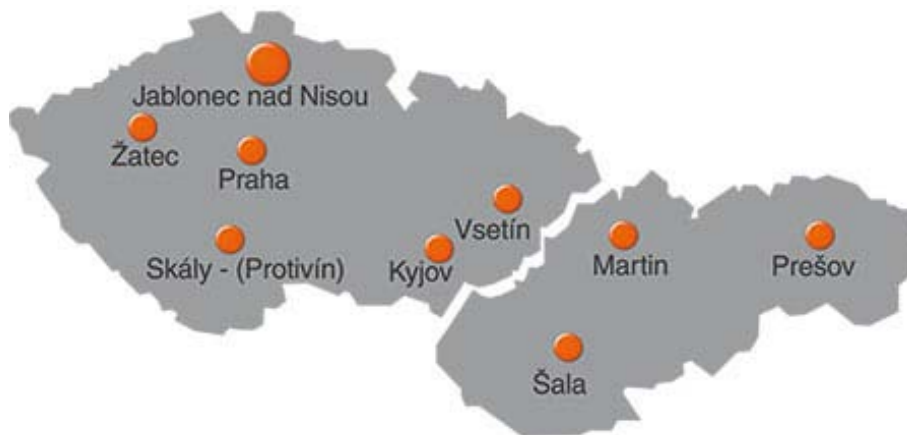 Jablonec nad Nisou
Žatec
Praha
Vsetín
Skály - (Protivín)
Kyjov
Martin
Prešov
Šala